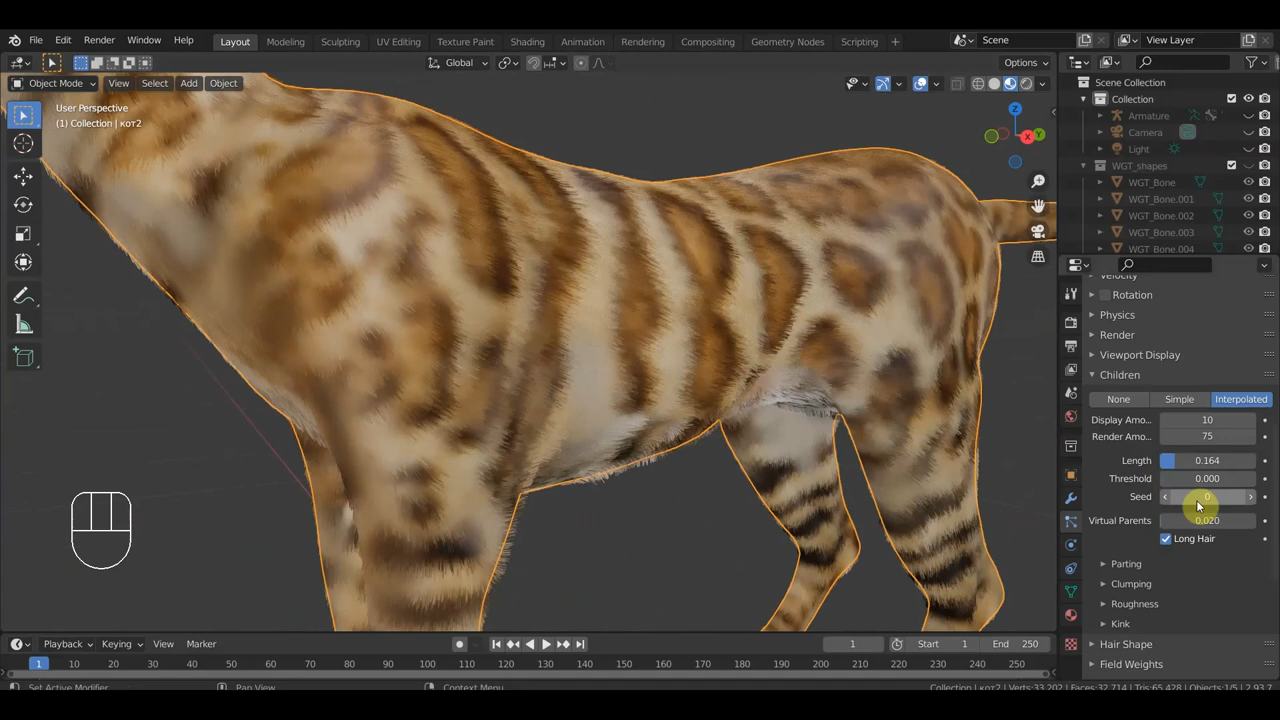 File Edit Render Window Help
Layout Modeling Sculpting UV Editing Texture Paint Shading Animation Rendering Compositing Geometry Nodes Scripting +
Scene
View Layer
Global
Options
Object Mode View Select Add Object
User Perspective
(1) Collection | кот2
Z
X
Y
Scene Collection
Collection
Armature
Camera
Light
WGT_shapes
WGT_Bone
WGT_Bone.001
WGT_Bone.002
WGT_Bone.003
WGT_Bone.004
Velocity
Rotation
Physics
Render
Viewport Display
Children
None Simple Interpolated
Display Amo... 10
Render Amo... 75
Length 0.164
Threshold 0.000
Seed 0
Virtual Parents 0.020
Long Hair
Parting
Clumping
Roughness
Kink
Hair Shape
Field Weights
Playback Keying View Marker
1 Start 1 End 250
1 10 20 30 40 50 60 70 80 90 100 110 120 130 140 150 160 170 180 190 200 210 220 230 240 250
Set Active Modifier Pan View Context Menu
Collection | кот2 | Verts:33,202 | Faces:32,714 | Tris:65,428 | Objects:1/5 | 2.93.7